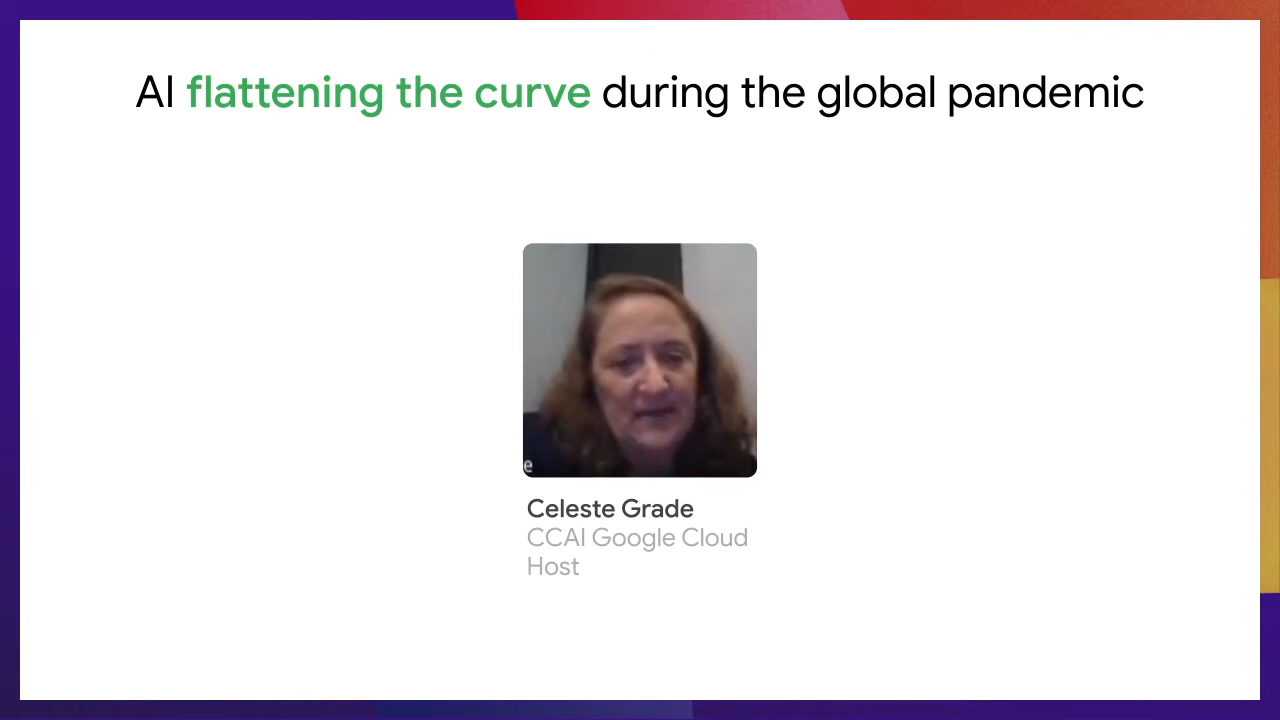 AI flattening the curve during the global pandemic
e
Celeste Grade
CCAI Google Cloud
Host